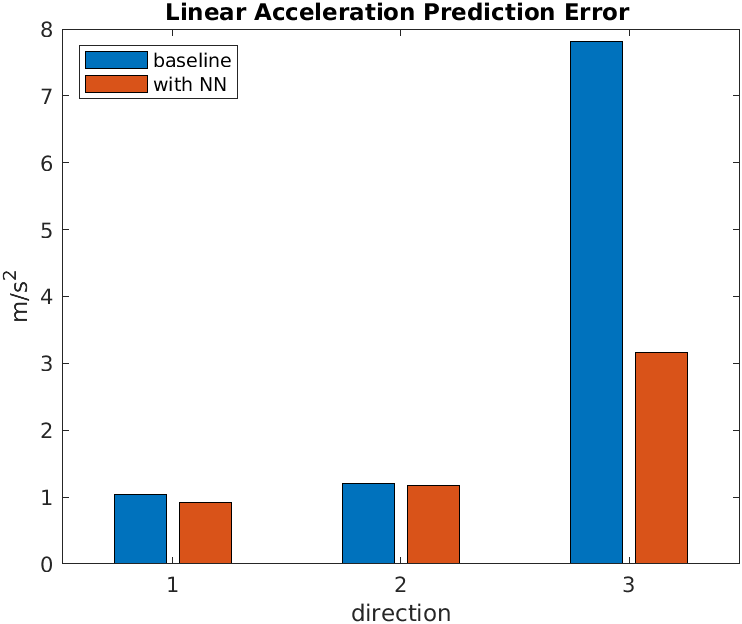 Linear Acceleration Prediction Error
baseline
with NN
8
7
6
5
4
3
2
1
0
m/s²
1 2 3
direction